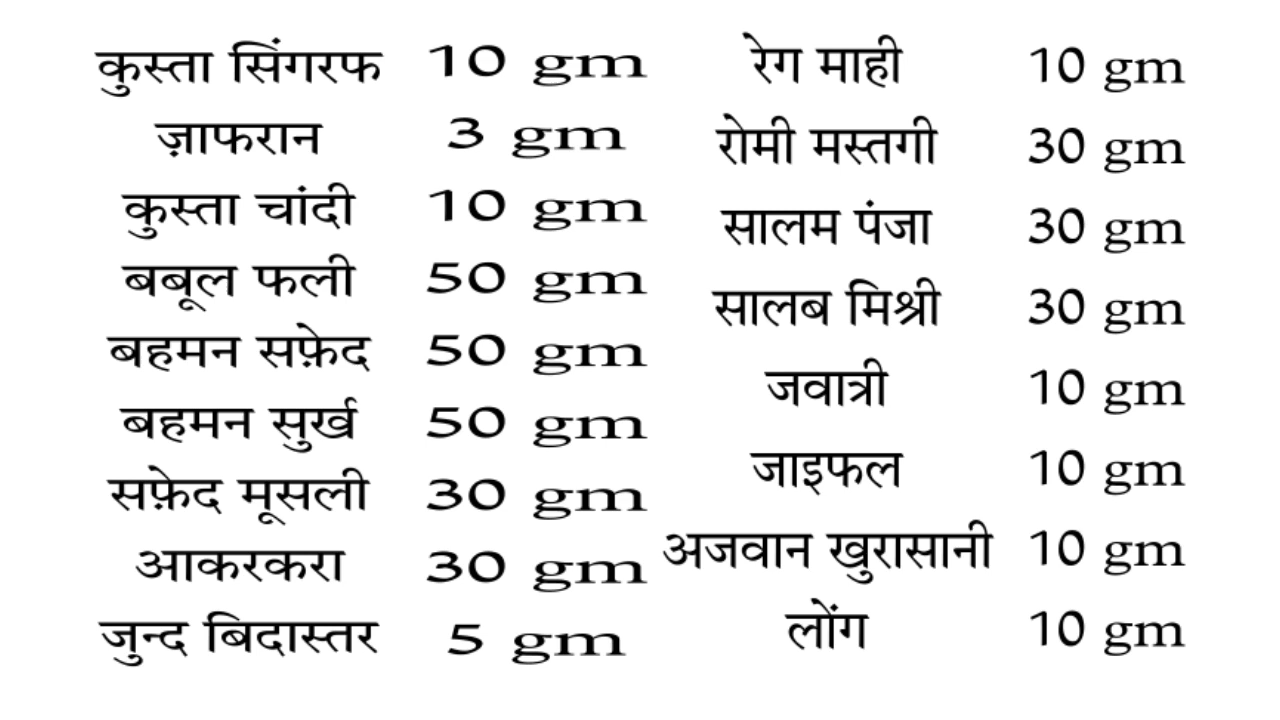 कुस्ता सिंगरफ 10 gm
ज़ाफरान 3 gm
कुस्ता चांदी 10 gm
बबूल फली 50 gm
बहमन सफ़ेद 50 gm
बहमन सुर्ख 50 gm
सफ़ेद मूसली 30 gm
आकरकरा 30 gm
जुन्द बिदास्तर 5 gm
रेग माही 10 gm
रोमी मस्तगी 30 gm
सालम पंजा 30 gm
सालब मिश्री 30 gm
जवात्री 10 gm
जाइफल 10 gm
अजवान खुरासानी 10 gm
लोंग 10 gm